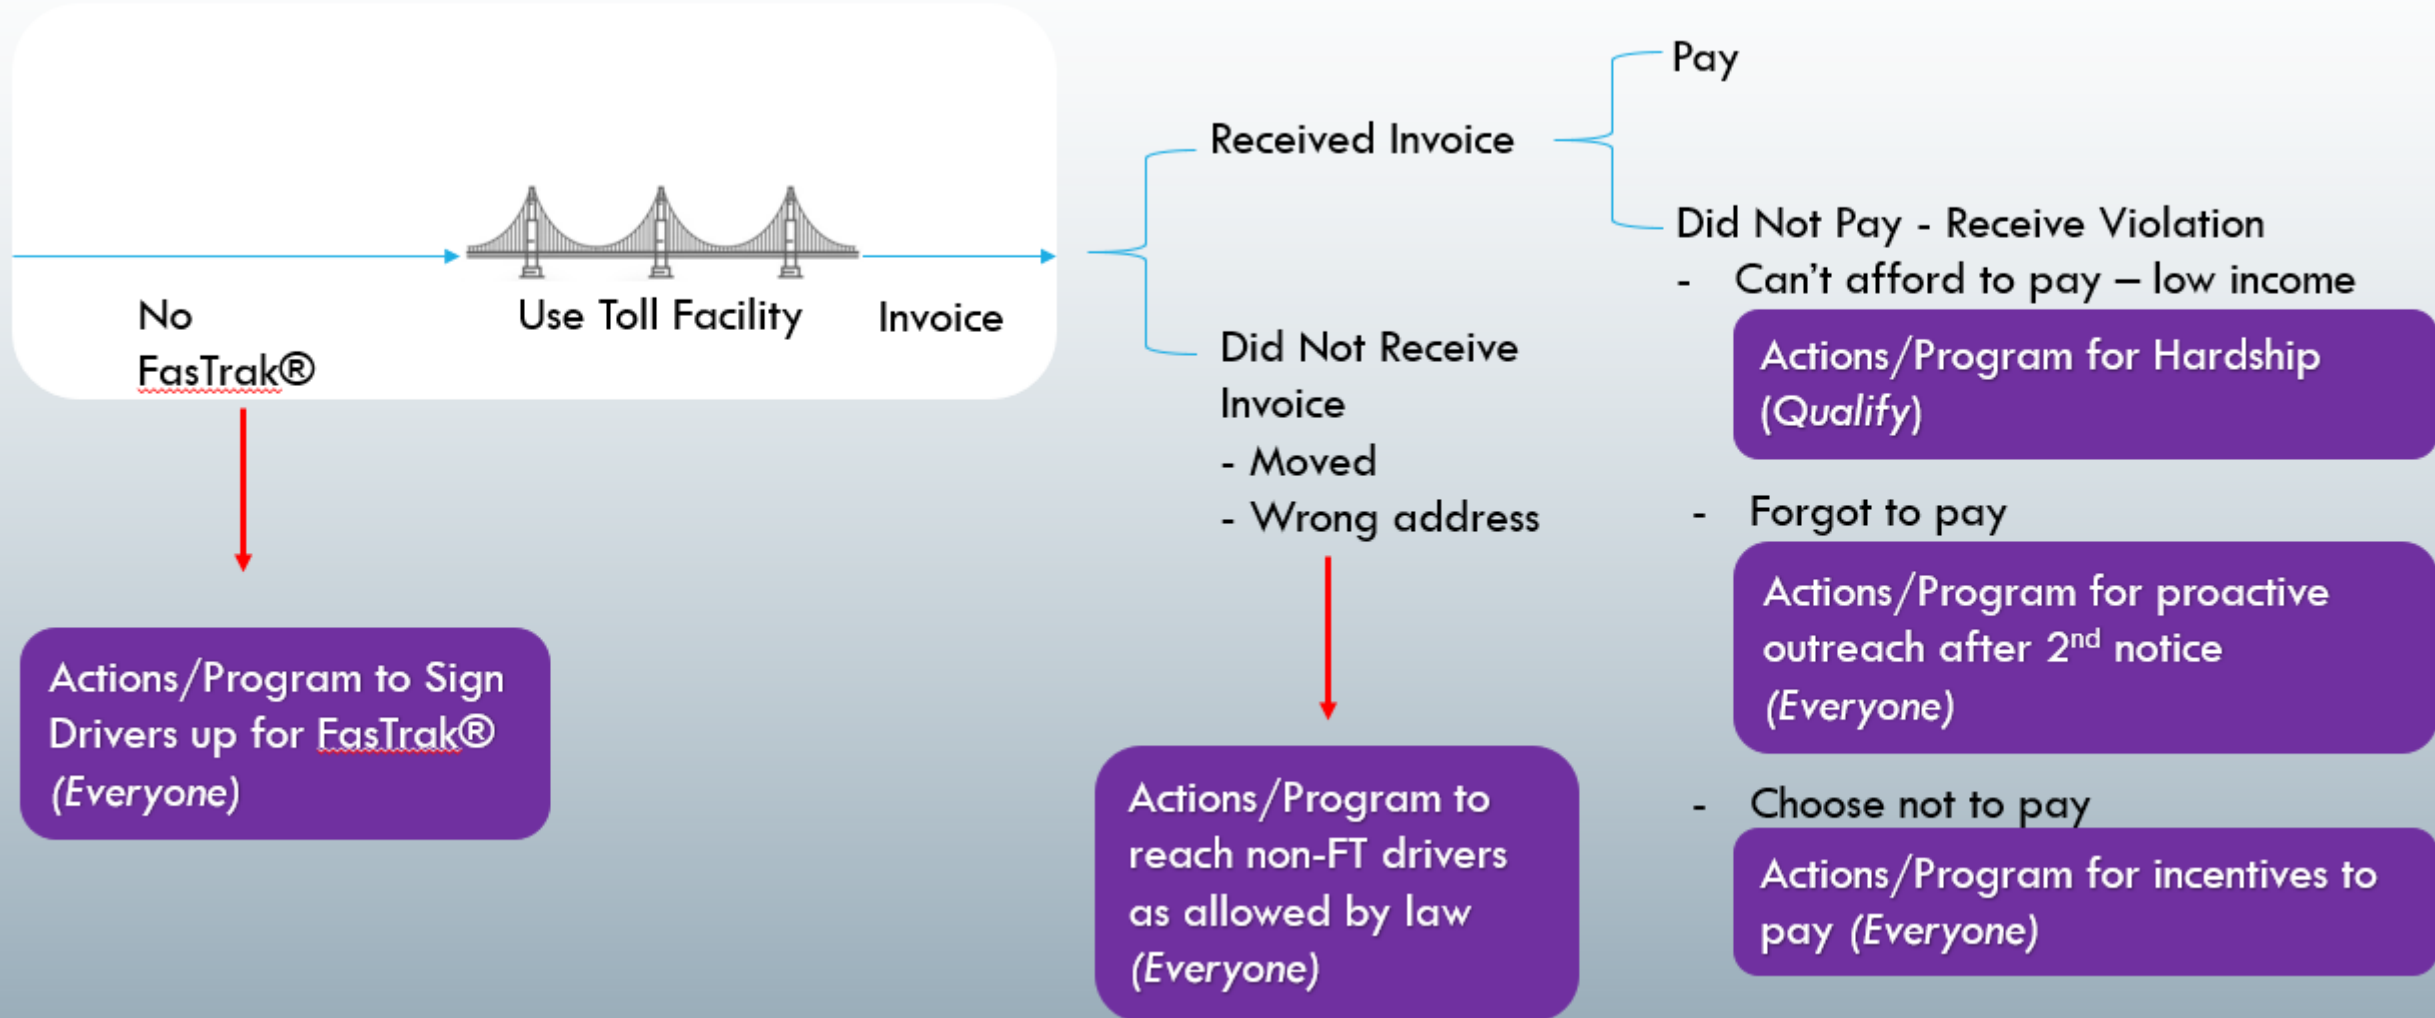 No
FasTrak®
Use Toll Facility
Invoice
Actions/Program to Sign
Drivers up for FasTrak®
(Everyone)
Received Invoice
Did Not Receive
Invoice
- Moved
- Wrong address
Actions/Program to
reach non-FT drivers
as allowed by law
(Everyone)
Pay
Did Not Pay - Receive Violation
- Can't afford to pay – low income
Actions/Program for Hardship
(Qualify)
- Forgot to pay
Actions/Program for proactive
outreach after 2nd notice
(Everyone)
- Choose not to pay
Actions/Program for incentives to
pay (Everyone)